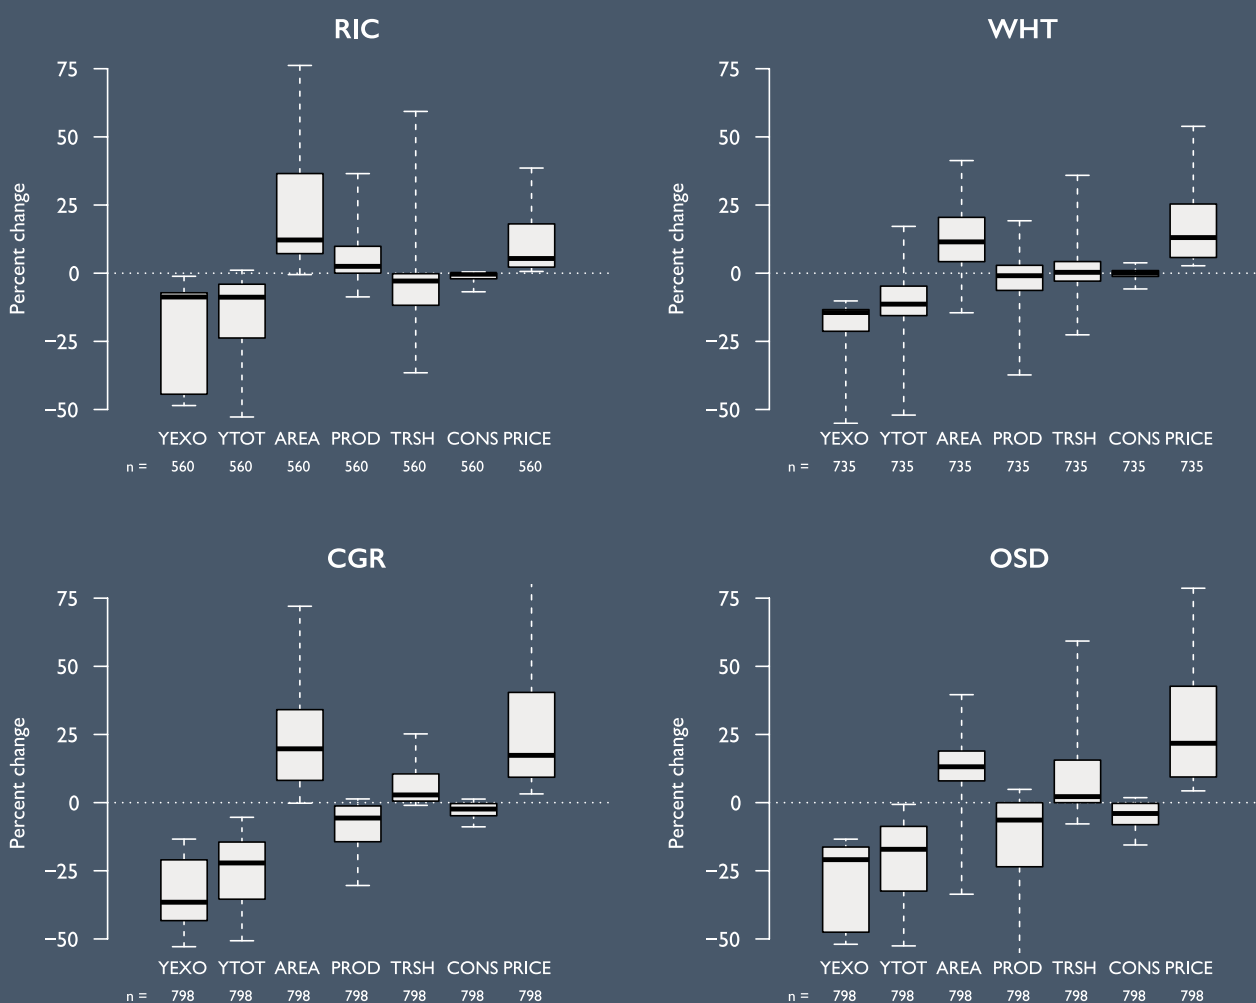 RIC
Percent change
75
50
25
0
−25
−50
YEXO YTOT AREA PROD TRSH CONS PRICE
n = 560 560 560 560 560 560 560
WHT
Percent change
75
50
25
0
−25
−50
YEXO YTOT AREA PROD TRSH CONS PRICE
n = 735 735 735 735 735 735 735
CGR
Percent change
75
50
25
0
−25
−50
YEXO YTOT AREA PROD TRSH CONS PRICE
n = 798 798 798 798 798 798 798
OSD
Percent change
75
50
25
0
−25
−50
YEXO YTOT AREA PROD TRSH CONS PRICE
n = 798 798 798 798 798 798 798